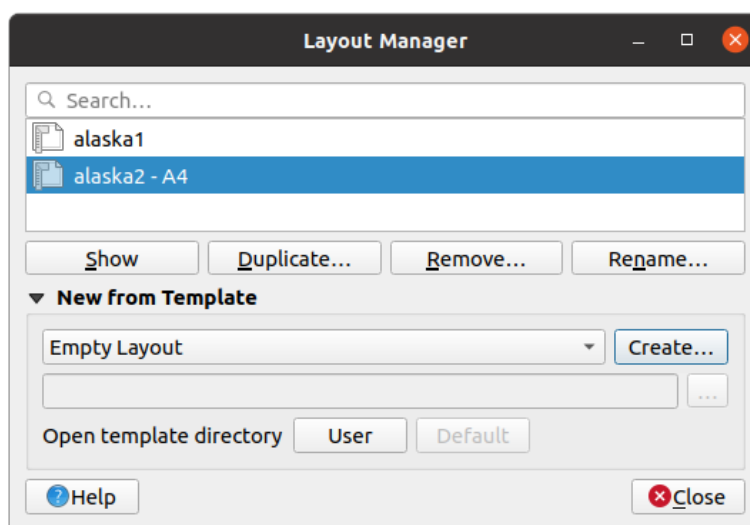 Layout Manager
Search...
alaska1
alaska2 - A4
Show Duplicate... Remove... Rename...
New from Template
Empty Layout Create...
...
Open template directory User Default
Help Close